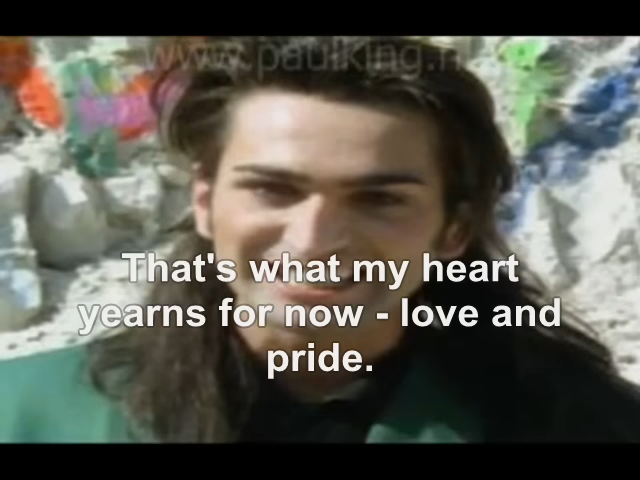 www.paulking.n
That's what my heart
yearns for now - love and
pride.